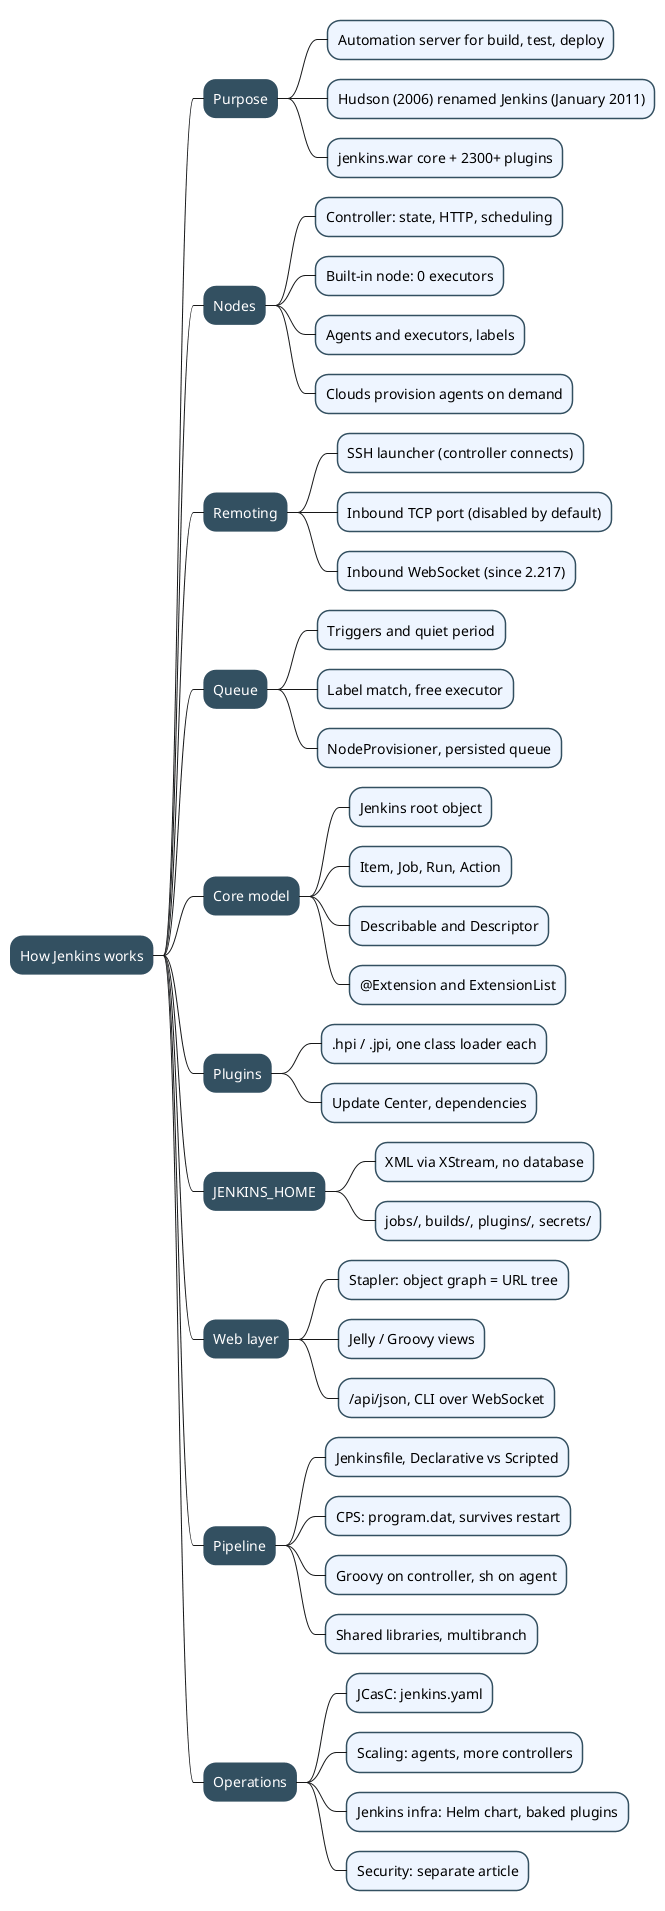 How Jenkins works
Purpose
Automation server for build, test, deploy
Hudson (2006) renamed Jenkins (January 2011)
jenkins.war core + 2300+ plugins
Nodes
Controller: state, HTTP, scheduling
Built-in node: 0 executors
Agents and executors, labels
Clouds provision agents on demand
Remoting
SSH launcher (controller connects)
Inbound TCP port (disabled by default)
Inbound WebSocket (since 2.217)
Queue
Triggers and quiet period
Label match, free executor
NodeProvisioner, persisted queue
Core model
Jenkins root object
Item, Job, Run, Action
Describable and Descriptor
@Extension and ExtensionList
Plugins
.hpi / .jpi, one class loader each
Update Center, dependencies
JENKINS_HOME
XML via XStream, no database
jobs/, builds/, plugins/, secrets/
Web layer
Stapler: object graph = URL tree
Jelly / Groovy views
/api/json, CLI over WebSocket
Pipeline
Jenkinsfile, Declarative vs Scripted
CPS: program.dat, survives restart
Groovy on controller, sh on agent
Shared libraries, multibranch
Operations
JCasC: jenkins.yaml
Scaling: agents, more controllers
Jenkins infra: Helm chart, baked plugins
Security: separate article